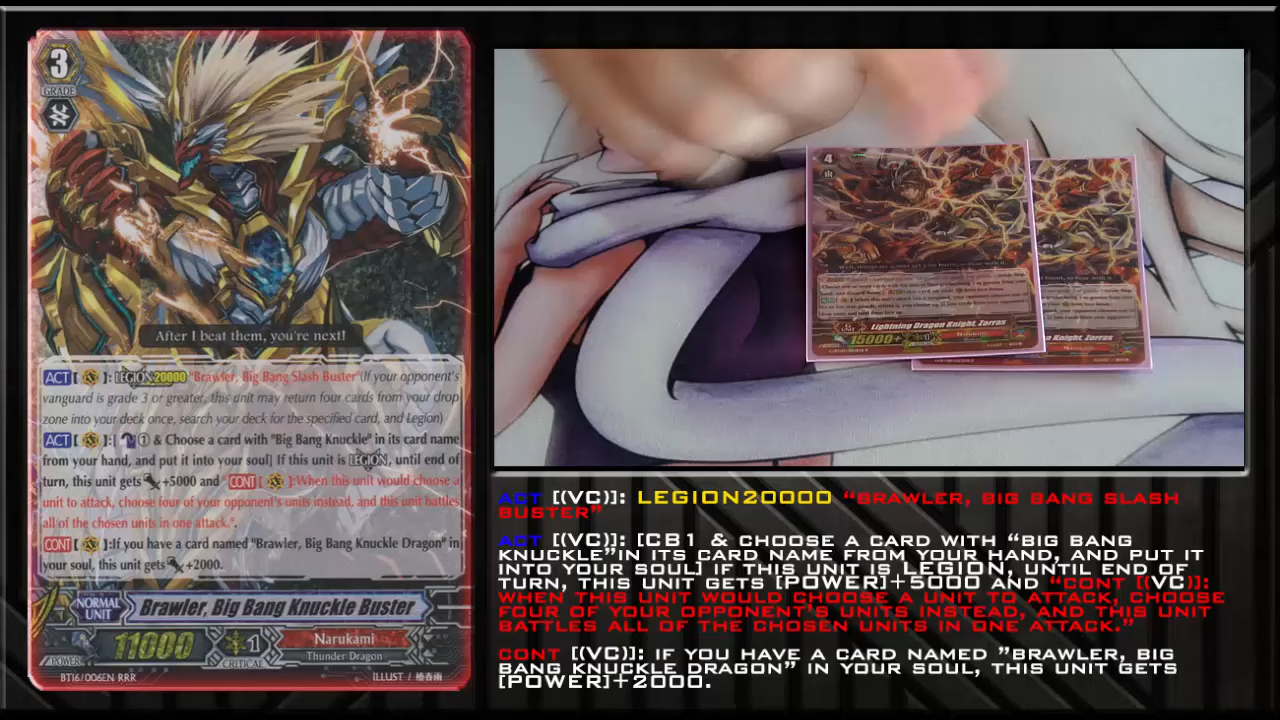 3
GRADE
After I beat them, you're next!
ACT [ ]: LEGION20000 "Brawler, Big Bang Slash Buster"(If your opponent's
vanguard is grade 3 or greater, this unit may return four cards from your drop
zone into your deck once, search your deck for the specified card, and Legion)
ACT [ ]:[ 1 & Choose a card with "Big Bang Knuckle" in its card name
from your hand, and put it into your soul] If this unit is LEGION, until end of
turn, this unit gets +5000 and "CONT [ ]:When this unit would choose a
unit to attack, choose four of your opponent's units instead, and this unit battles
all of the chosen units in one attack.".
CONT [ ]:If you have a card named "Brawler, Big Bang Knuckle Dragon" in
your soul, this unit gets +2000.
NORMAL UNIT
Brawler, Big Bang Knuckle Buster
POWER
11000
1
CRITICAL
Narukami
Thunder Dragon
BT16/006EN RRR
ILLUST / 椿春雨
4
Lightning Dragon Knight, Zorras
15000+
Narukami
n Knight, Zorras
ACT [(VC)]: LEGION20000 "BRAWLER, BIG BANG SLASH
BUSTER"
ACT [(VC)]: [CB1 & CHOOSE A CARD WITH "BIG BANG
KNUCKLE"IN ITS CARD NAME FROM YOUR HAND, AND PUT IT
INTO YOUR SOUL] IF THIS UNIT IS LEGION, UNTIL END OF
TURN, THIS UNIT GETS [POWER]+5000 AND "CONT [(VC)]:
WHEN THIS UNIT WOULD CHOOSE A UNIT TO ATTACK, CHOOSE
FOUR OF YOUR OPPONENT'S UNITS INSTEAD, AND THIS UNIT
BATTLES ALL OF THE CHOSEN UNITS IN ONE ATTACK."
CONT [(VC)]: IF YOU HAVE A CARD NAMED "BRAWLER, BIG
BANG KNUCKLE DRAGON" IN YOUR SOUL, THIS UNIT GETS
[POWER]+2000.